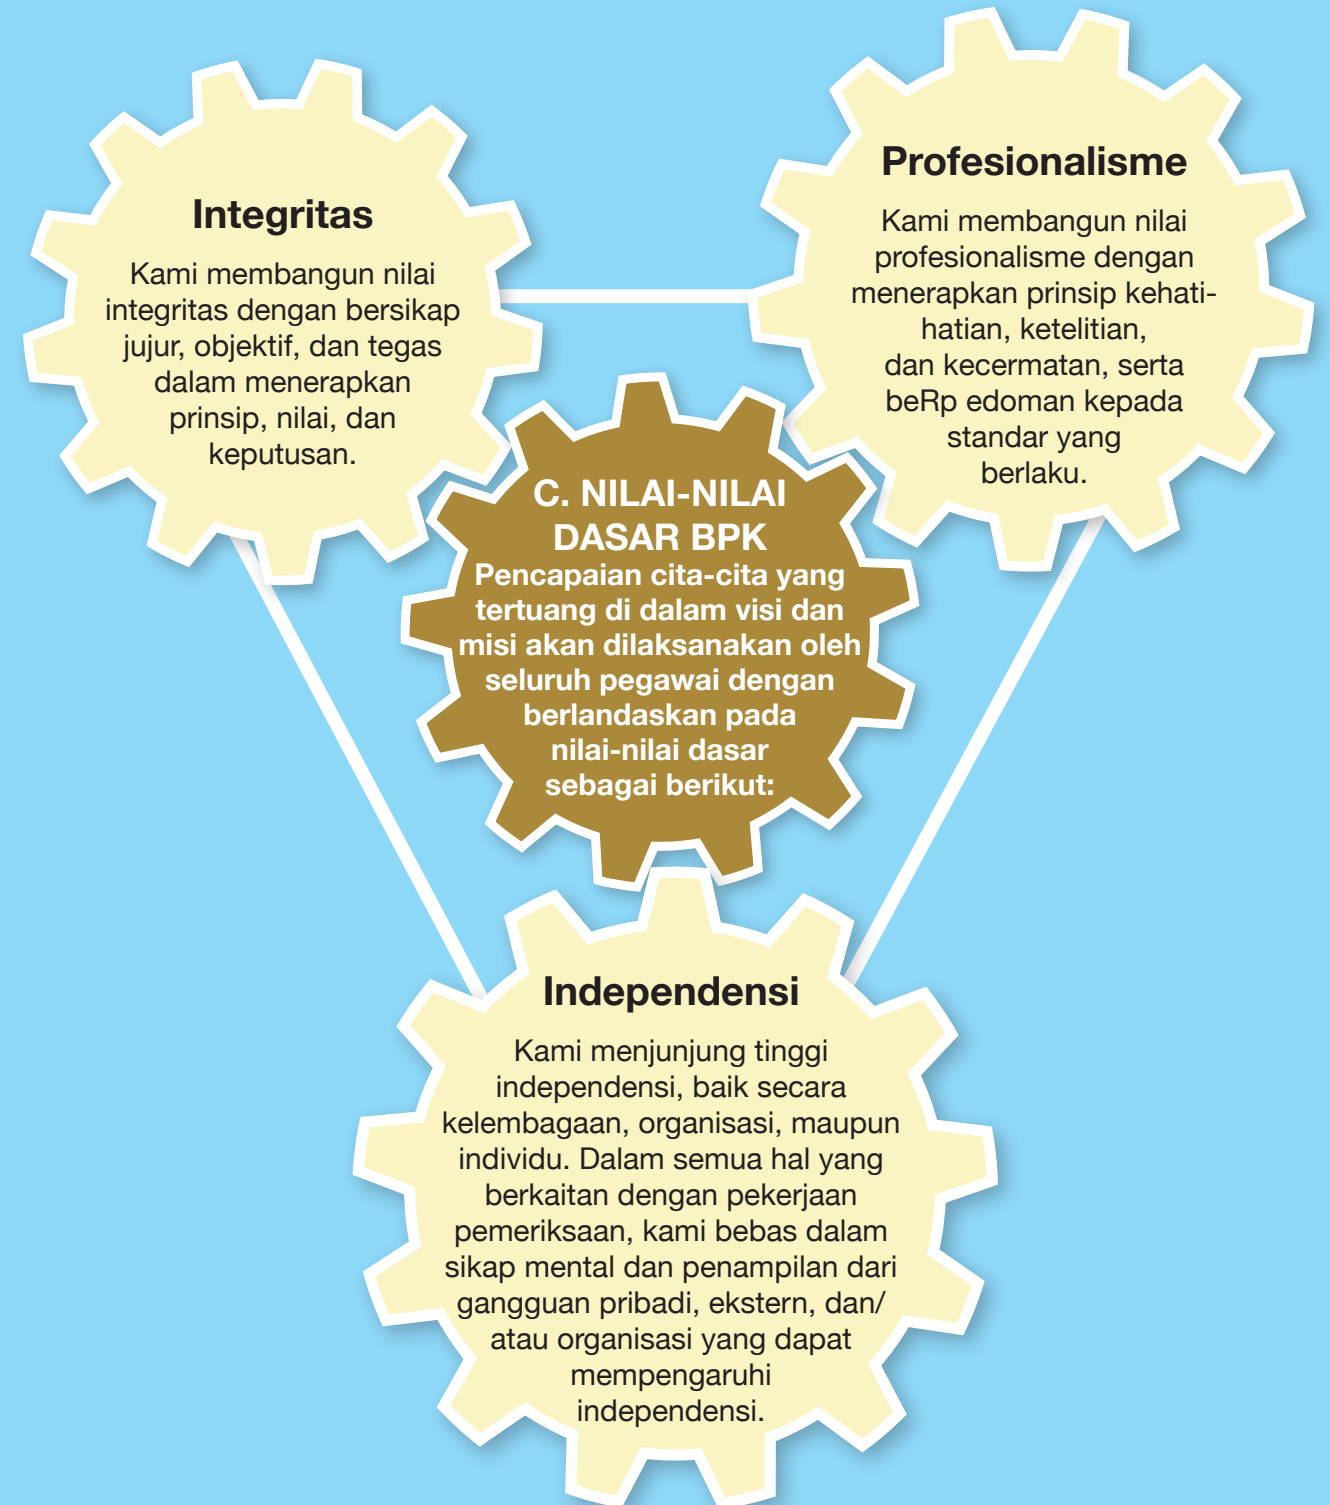 Integritas
Kami membangun nilai
integritas dengan bersikap
jujur, objektif, dan tegas
dalam menerapkan
prinsip, nilai, dan
keputusan.
Profesionalisme
Kami membangun nilai
profesionalisme dengan
menerapkan prinsip kehati-
hatian, ketelitian,
dan kecermatan, serta
beRp edoman kepada
standar yang
berlaku.
C. NILAI-NILAI
DASAR BPK
Pencapaian cita-cita yang
tertuang di dalam visi dan
misi akan dilaksanakan oleh
seluruh pegawai dengan
berlandaskan pada
nilai-nilai dasar
sebagai berikut:
Independensi
Kami menjunjung tinggi
independensi, baik secara
kelembagaan, organisasi, maupun
individu. Dalam semua hal yang
berkaitan dengan pekerjaan
pemeriksaan, kami bebas dalam
sikap mental dan penampilan dari
gangguan pribadi, ekstern, dan/
atau organisasi yang dapat
mempengaruhi
independensi.